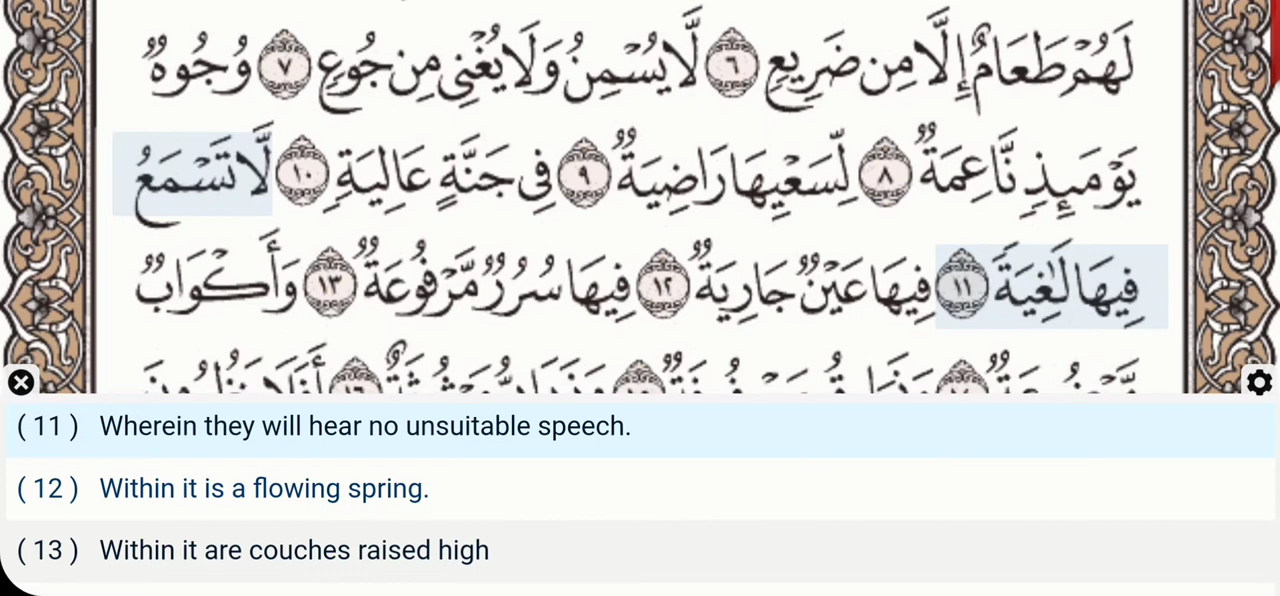 لَهُمْ طَعَامٌ إِلَّا مِن ضَرِيعٍ ٦ لَّا يُسْمِنُ وَلَا يُغْنِى مِن جُوعٍ ٧ وُجُوهٌ
يَوْمَئِذٍ نَّاعِمَةٌ ٨ لِّسَعْيِهَا رَاضِيَةٌ ٩ فِى جَنَّةٍ عَالِيَةٍ ١٠ لَّا تَسْمَعُ
فِيهَا لَٰغِيَةً ١١ فِيهَا عَيْنٌ جَارِيَةٌ ١٢ فِيهَا سُرُرٌ مَّرْفُوعَةٌ ١٣ وَأَكْوَابٌ
( 11 ) Wherein they will hear no unsuitable speech.
( 12 ) Within it is a flowing spring.
( 13 ) Within it are couches raised high